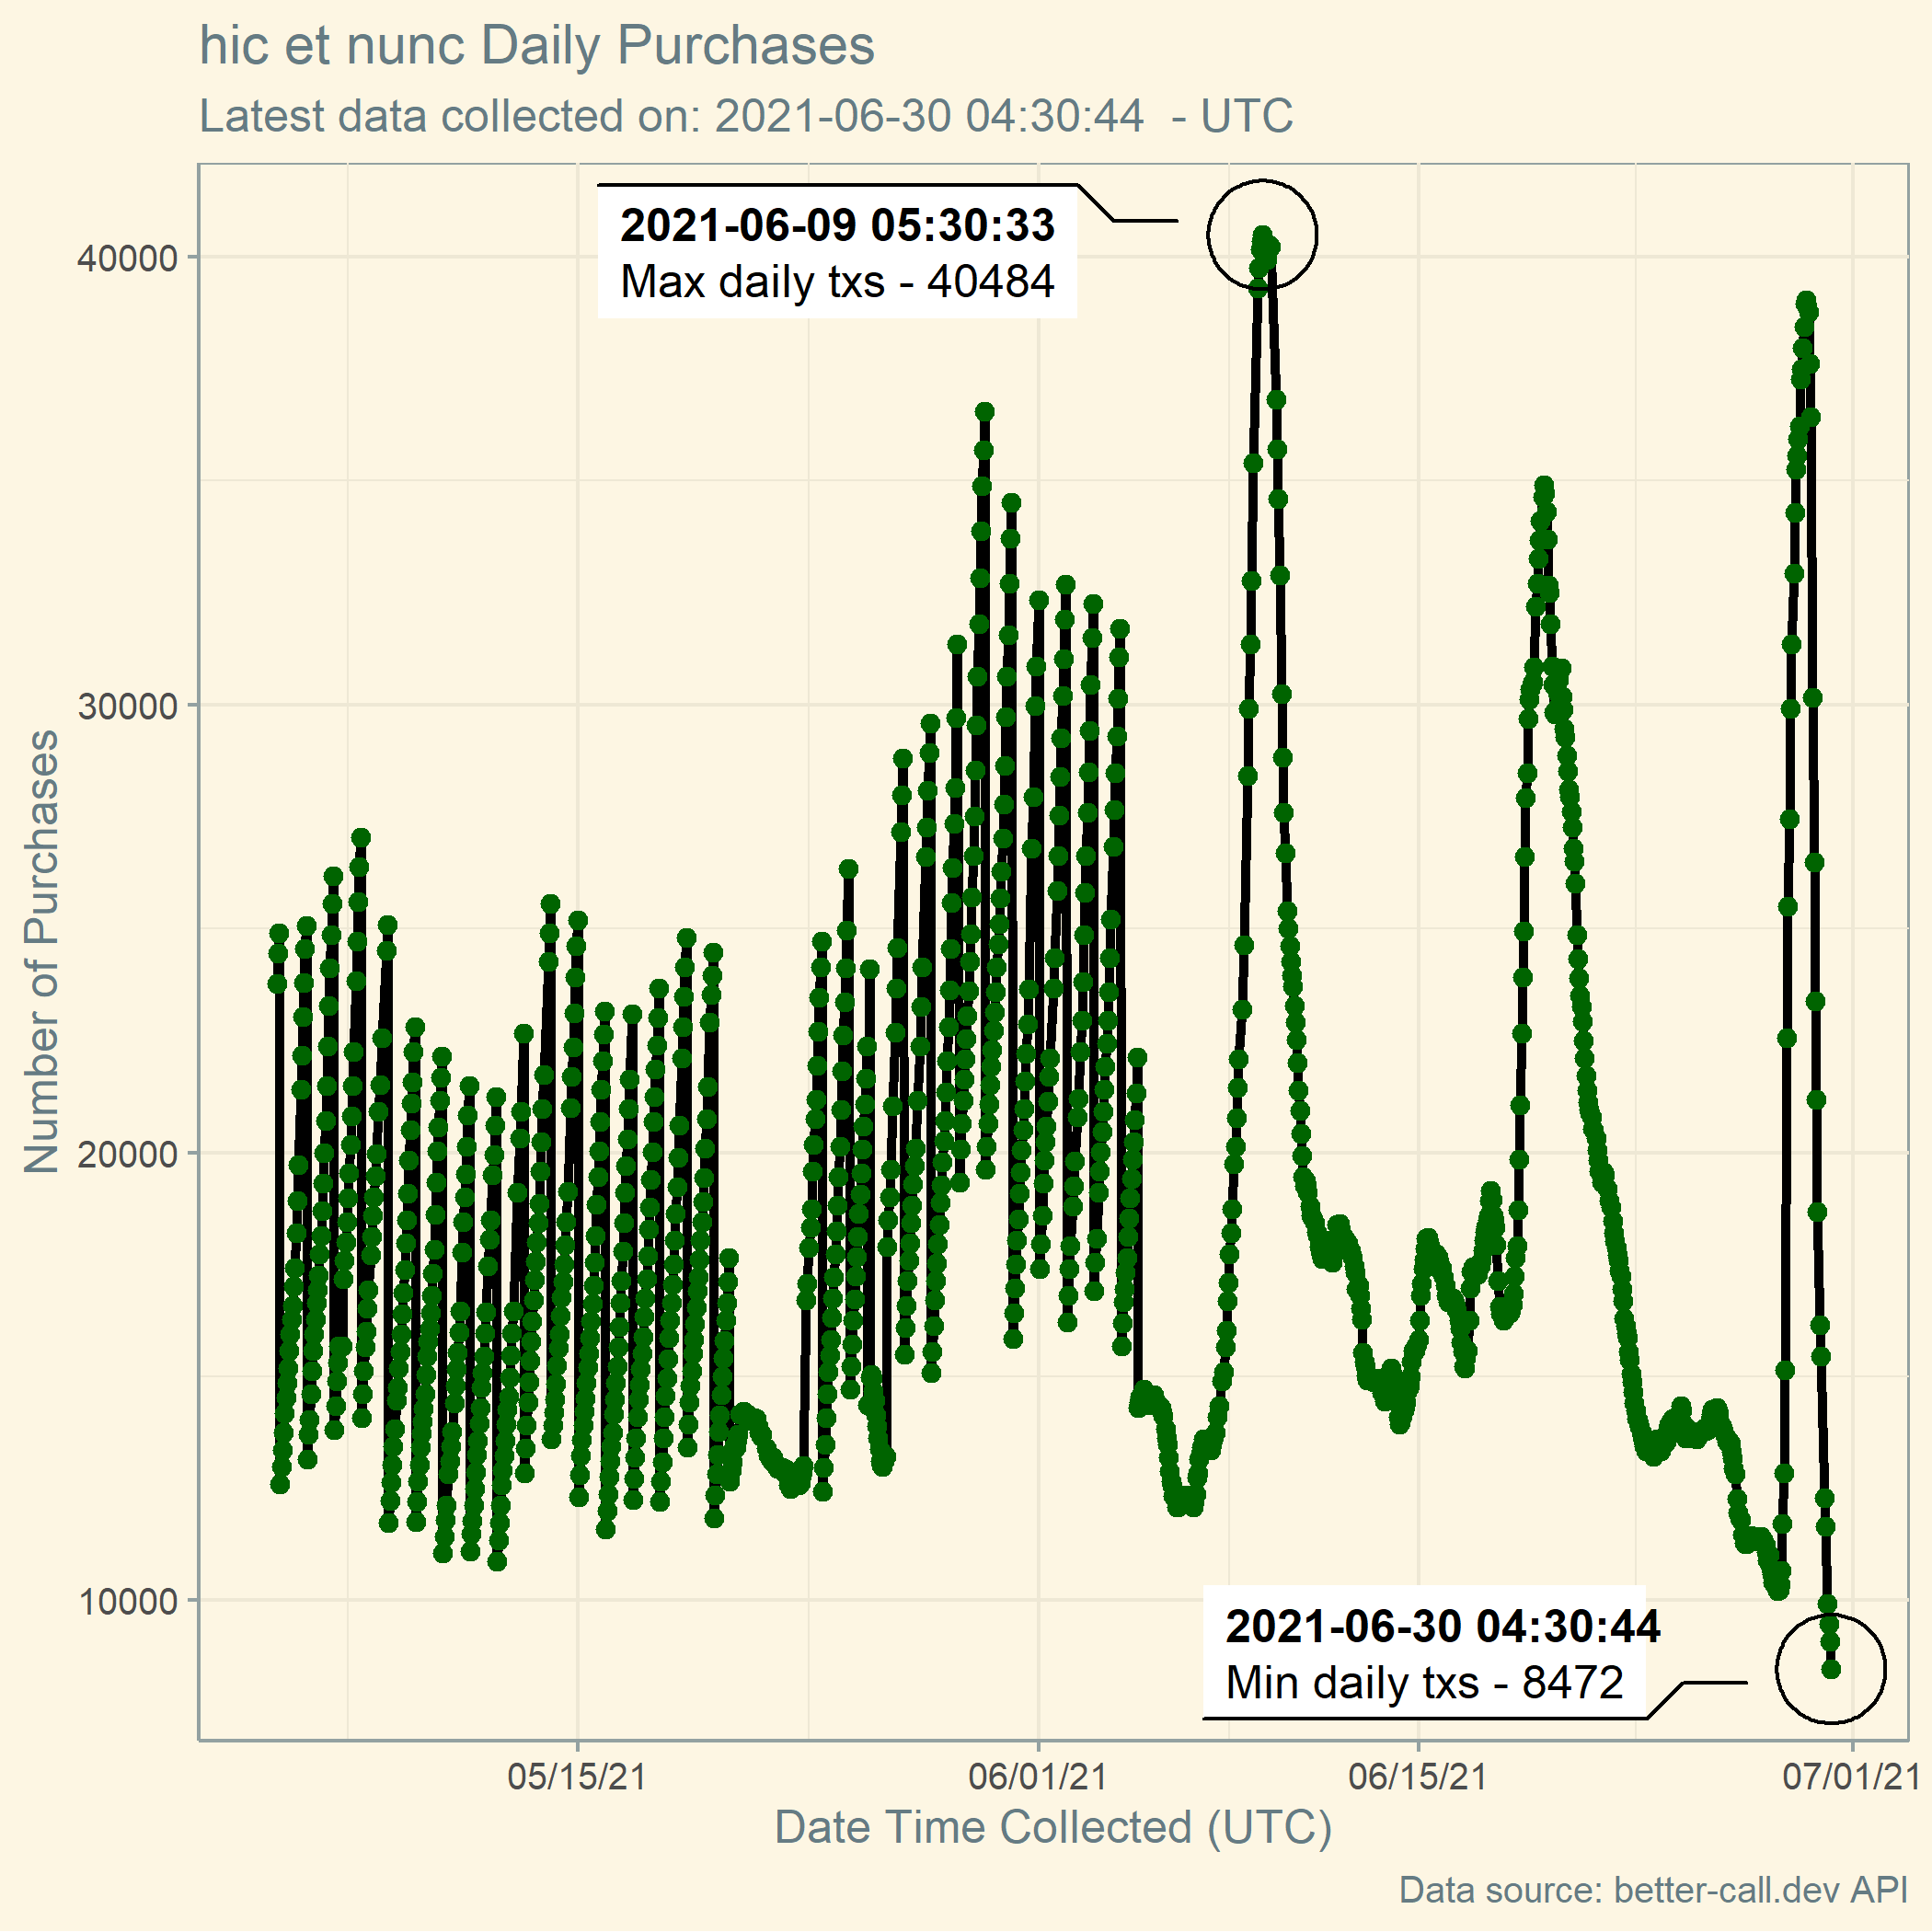 hic et nunc Daily Purchases
Latest data collected on: 2021-06-30 04:30:44  - UTC
2021-06-09 05:30:33
Max daily txs - 40484
40000
30000
20000
10000
Number of Purchases
2021-06-30 04:30:44
Min daily txs - 8472
05/15/21
06/01/21
06/15/21
07/01/21
Date Time Collected (UTC)
Data source: better-call.dev API